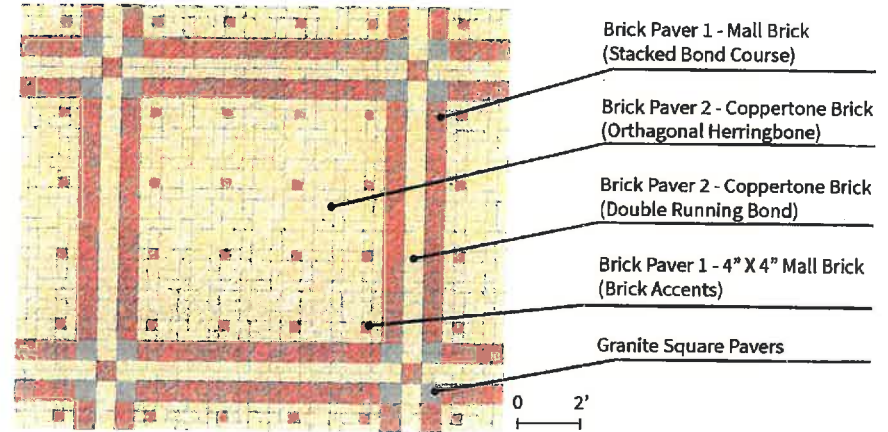 Brick Paver 1 - Mall Brick
(Stacked Bond Course)
Brick Paver 2 - Coppertone Brick
(Orthagonal Herringbone)
Brick Paver 2 - Coppertone Brick
(Double Running Bond)
Brick Paver 1 - 4" X 4" Mall Brick
(Brick Accents)
Granite Square Pavers
0 2'